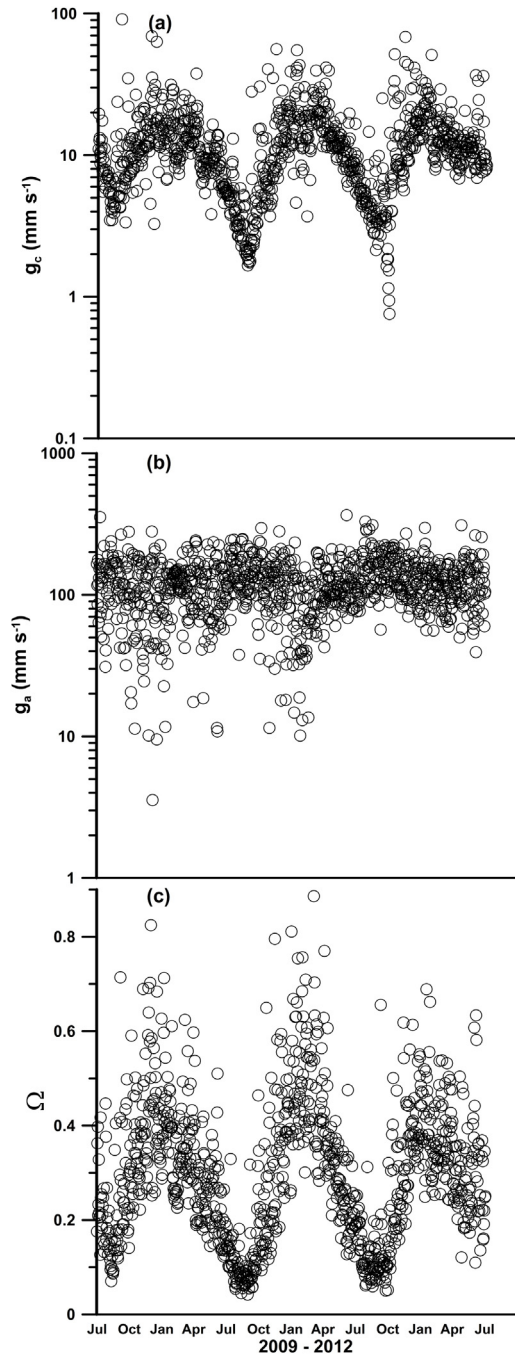 (a)
100
10
1
0.1
g_c (mm s⁻¹)
(b)
1000
100
10
1
g_a (mm s⁻¹)
(c)
0.8
0.6
0.4
0.2
0
Ω
Jul Oct Jan Apr Jul Oct Jan Apr Jul Oct Jan Apr Jul
2009 - 2012